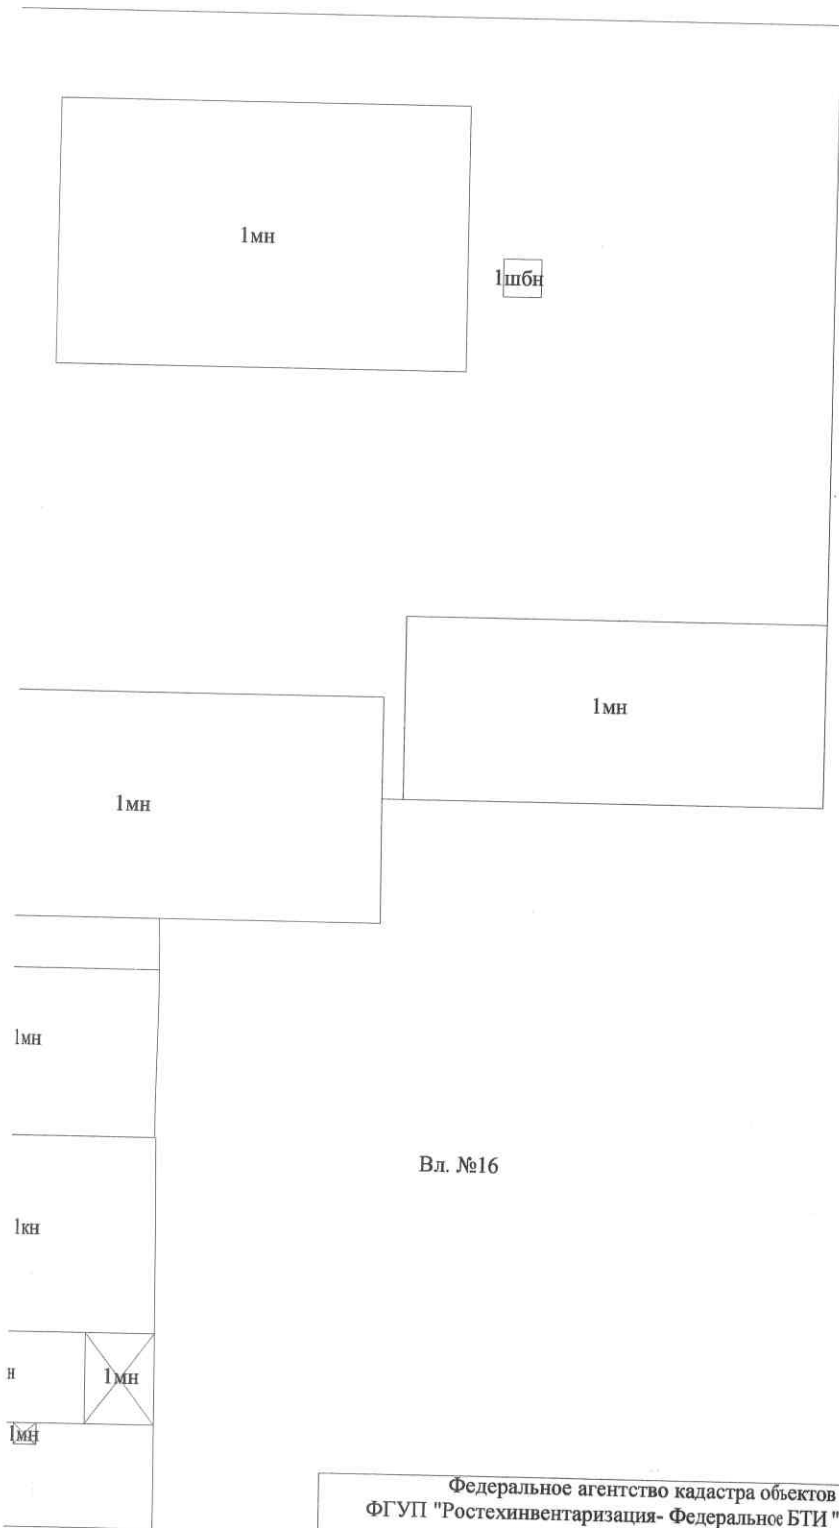 1мн
1шбн
1мн
1мн
1мн
Вл. №16
1кн
н
1мн
1мн
Федеральное агентство кадастра объектов
ФГУП "Ростехинвентаризация- Федеральное БТИ"